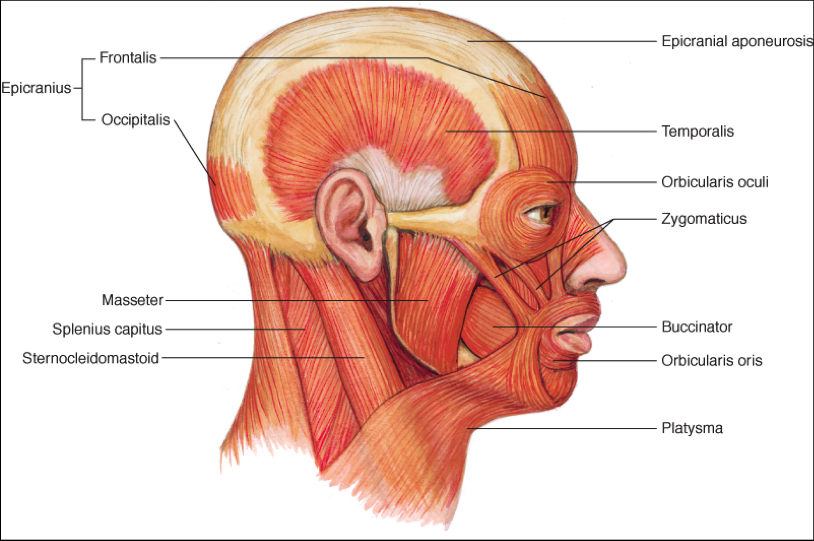 Epicranius
Frontalis
Occipitalis
Masseter
Splenius capitus
Sternocleidomastoid
Epicranial aponeurosis
Temporalis
Orbicularis oculi
Zygomaticus
Buccinator
Orbicularis oris
Platysma